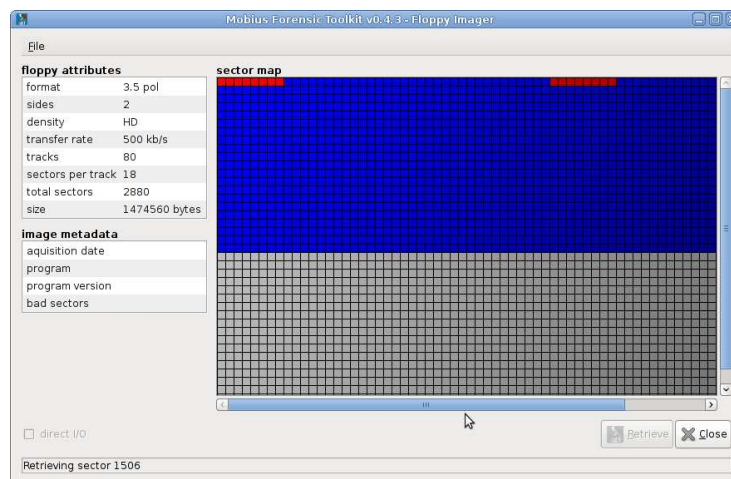 Mobius Forensic Toolkit v0.4.3 - Floppy Imager
File
floppy attributes
format 3.5 pol
sides 2
density HD
transfer rate 500 kb/s
tracks 80
sectors per track 18
total sectors 2880
size 1474560 bytes
image metadata
aquisition date
program
program version
bad sectors
sector map
direct I/O
Retrieve
Close
Retrieving sector 1506